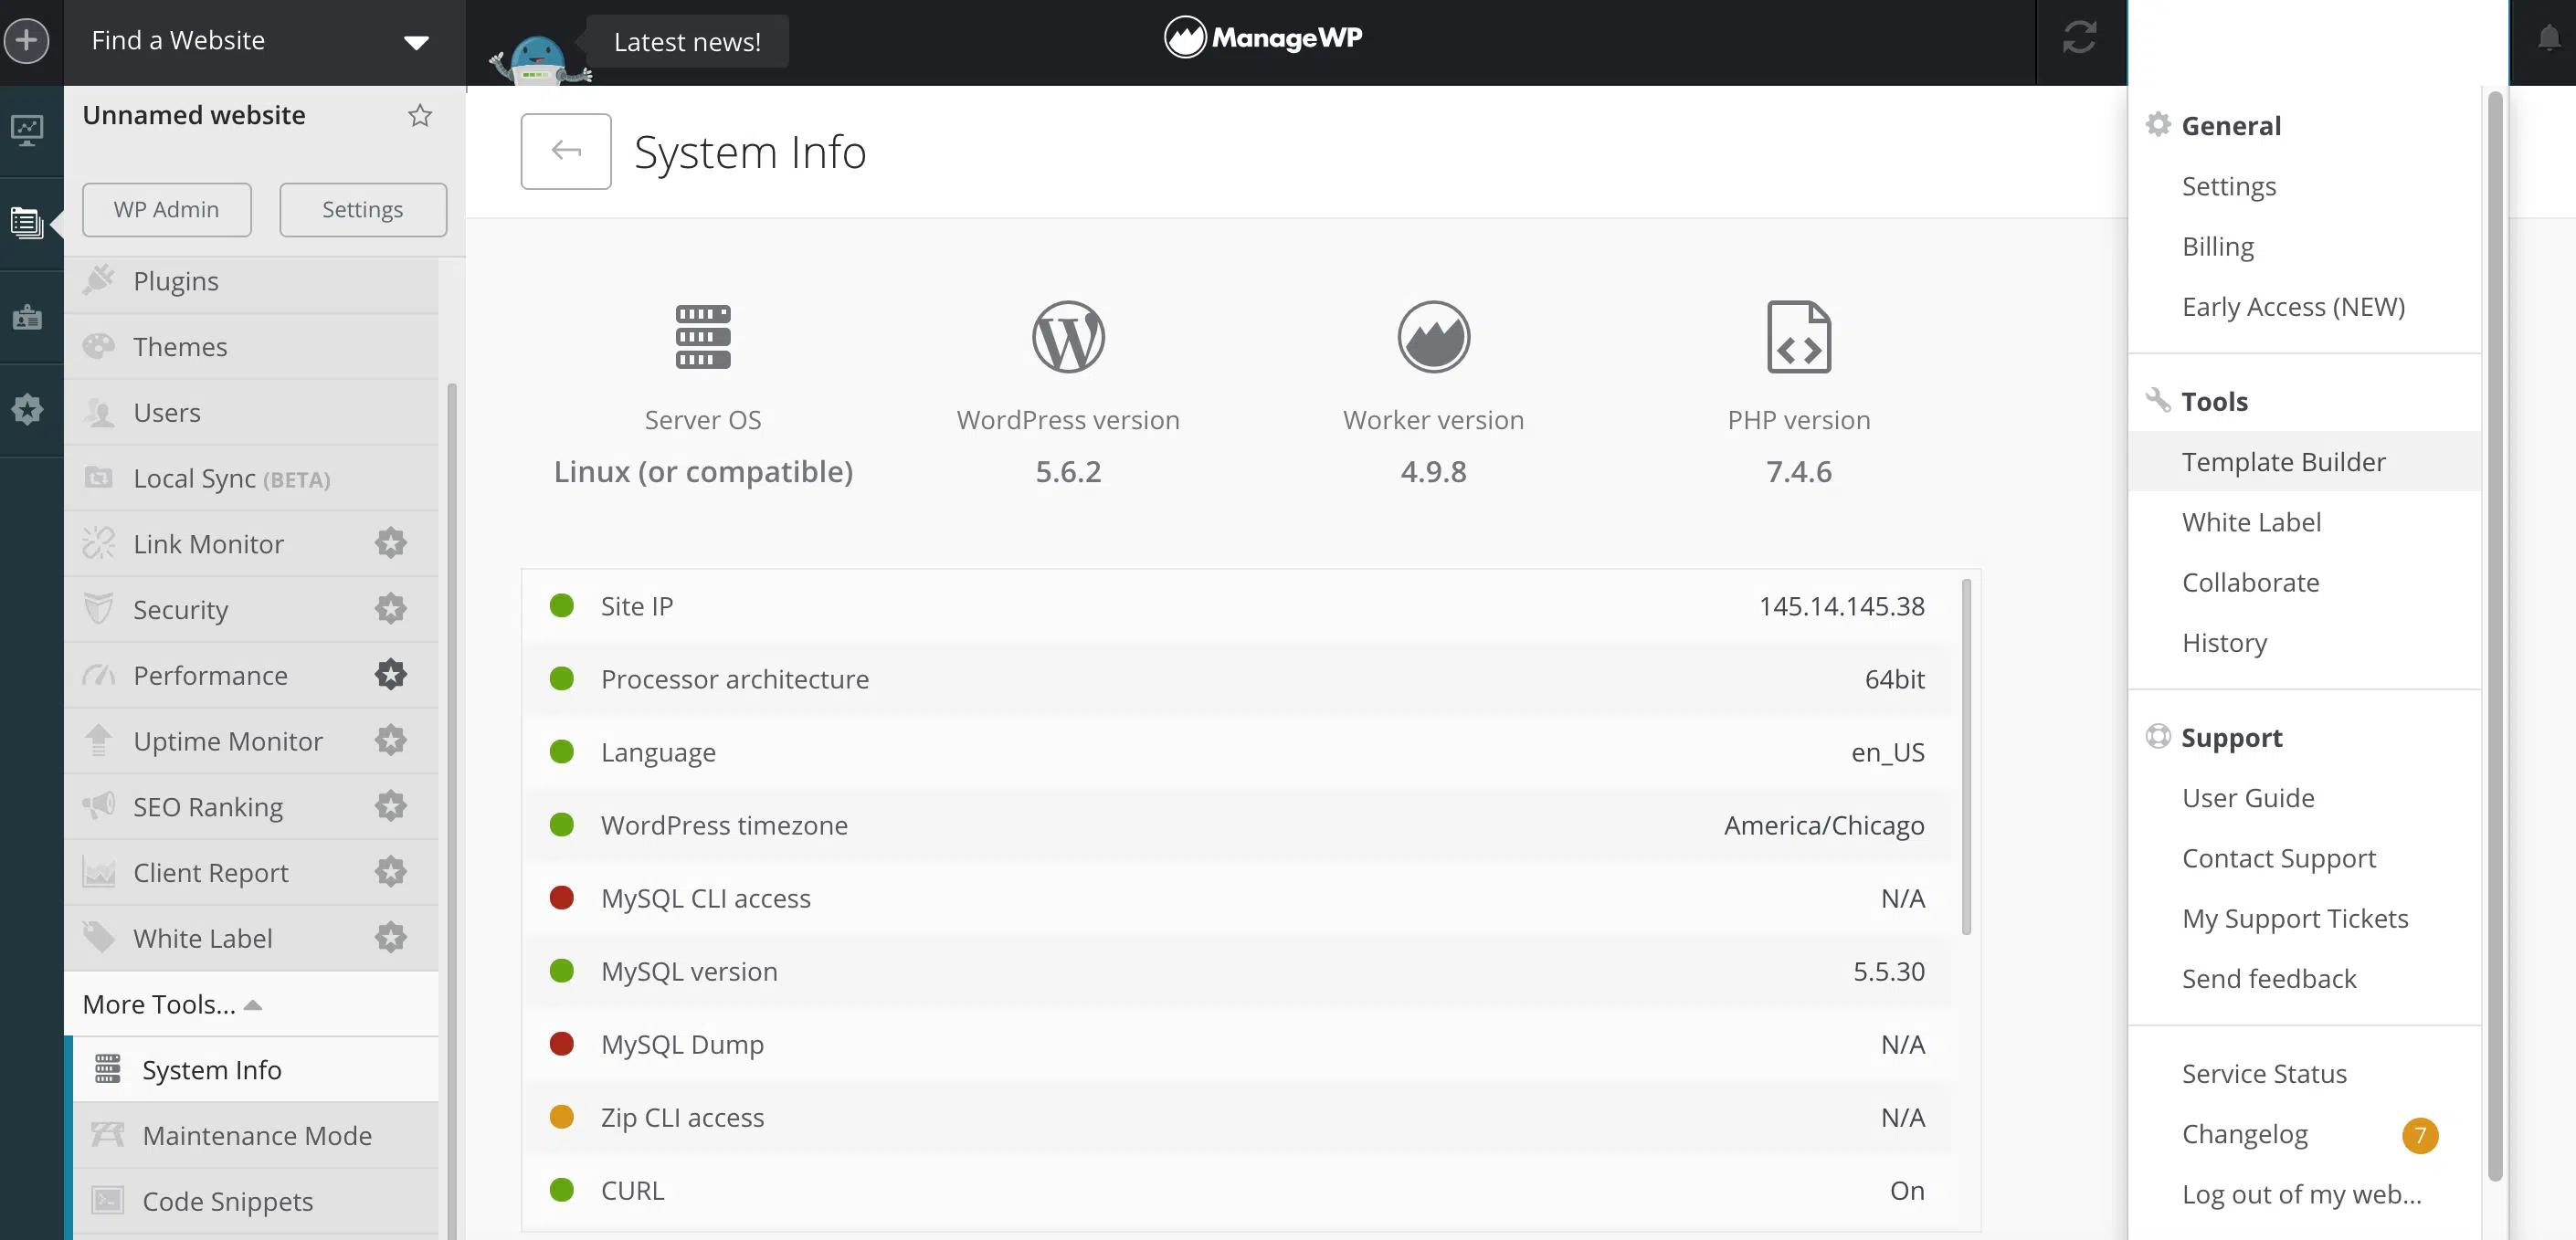 Find a Website
Latest news!
ManageWP
Unnamed website
WP Admin
Settings
Plugins
Themes
Users
Local Sync (BETA)
Link Monitor
Security
Performance
Uptime Monitor
SEO Ranking
Client Report
White Label
More Tools...
System Info
Maintenance Mode
Code Snippets
System Info
Server OS
Linux (or compatible)
WordPress version
5.6.2
Worker version
4.9.8
PHP version
7.4.6
Site IP 145.14.145.38
Processor architecture 64bit
Language en_US
WordPress timezone America/Chicago
MySQL CLI access N/A
MySQL version 5.5.30
MySQL Dump N/A
Zip CLI access N/A
CURL On
General
Settings
Billing
Early Access (NEW)
Tools
Template Builder
White Label
Collaborate
History
Support
User Guide
Contact Support
My Support Tickets
Send feedback
Service Status
Changelog 7
Log out of my web...